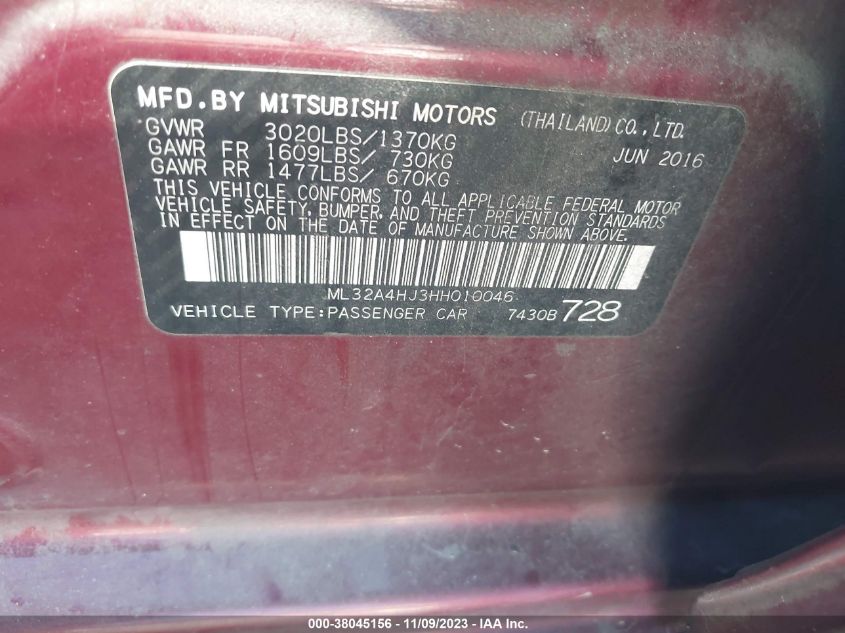 MFD.BY MITSUBISHI MOTORS (THAILAND) CO., LTD.
GVWR 3020LBS/1370KG JUN 2016
GAWR FR 1609LBS/ 730KG
GAWR RR 1477LBS/ 670KG
THIS VEHICLE CONFORMS TO ALL APPLICABLE FEDERAL MOTOR
VEHICLE SAFETY, BUMPER, AND THEFT PREVENTION STANDARDS
IN EFFECT ON THE DATE OF MANUFACTURE SHOWN ABOVE.
ML32A4HJ3HH010046
VEHICLE TYPE:PASSENGER CAR 7430B 728
000-38045156 - 11/09/2023 - IAA Inc.